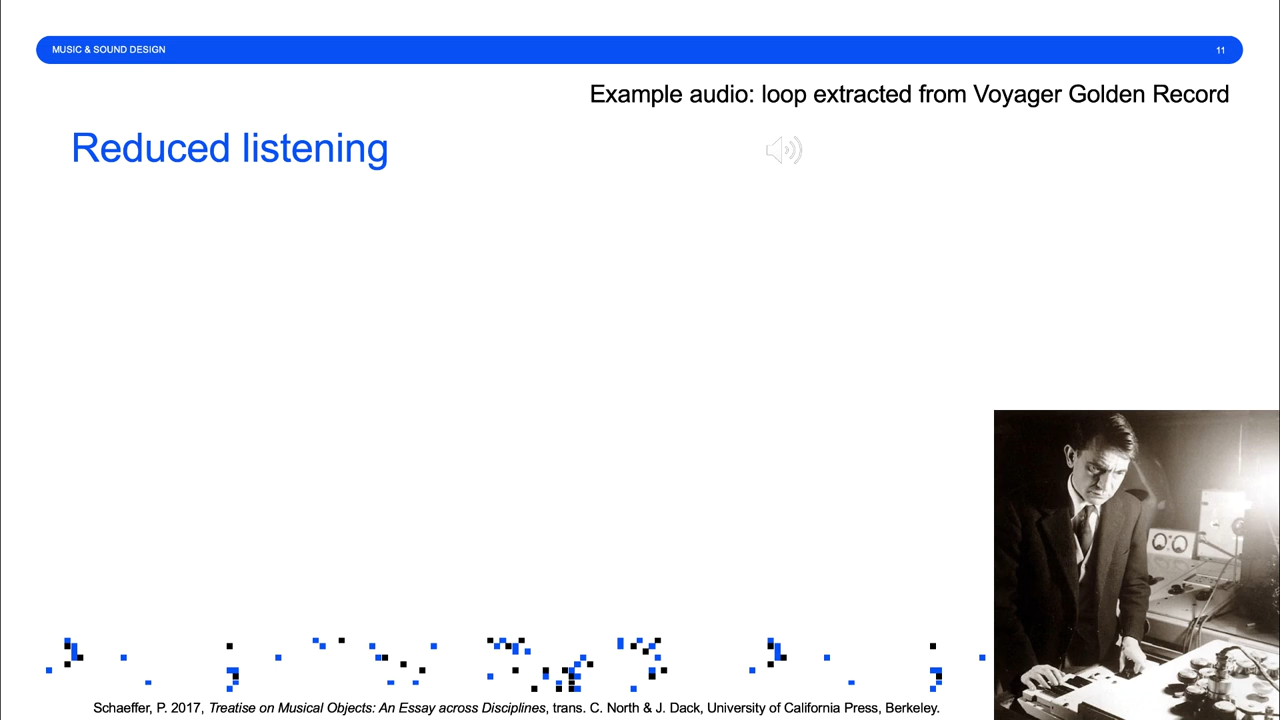 MUSIC & SOUND DESIGN
11
Example audio: loop extracted from Voyager Golden Record
Reduced listening
Schaeffer, P. 2017, Treatise on Musical Objects: An Essay across Disciplines, trans. C. North & J. Dack, University of California Press, Berkeley.